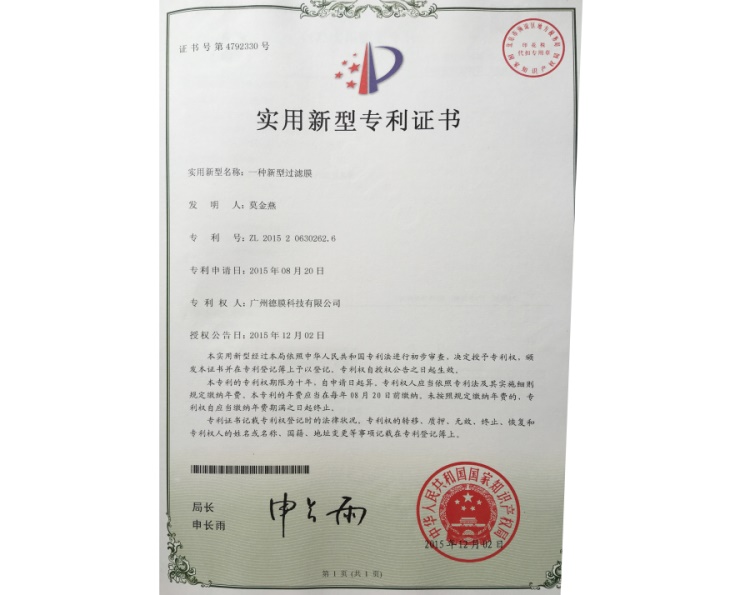 证书号第4792330号
实用新型专利证书
实用新型名称：一种新型过滤膜
发 明 人：莫金燕
专 利 号：ZL 2015 2 0630262.6
专利申请日：2015年08月20日
专 利 权 人：广州德膜科技有限公司
授权公告日：2015年12月02日
本实用新型经过本局依照中华人民共和国专利法进行初步审查，决定授予专利权，颁
发本证书并在专利登记簿上予以登记。专利权自授权公告之日起生效。
本专利的专利权期限为十年，自申请日起算。专利权人应当依照专利法及其实施细则
规定缴纳年费。本专利的年费应当在每年08月20日前缴纳。未按照规定缴纳年费的，专利
权自应当缴纳年费期满之日起终止。
专利证书记载专利权登记时的法律状况。专利权的转移、质押、无效、终止、恢复和
专利权人的姓名或名称、国籍、地址变更等事项记载在专利登记簿上。
局长
申长雨
申长雨
中华人民共和国国家知识产权局
2015年12月02日
第1页(共1页)